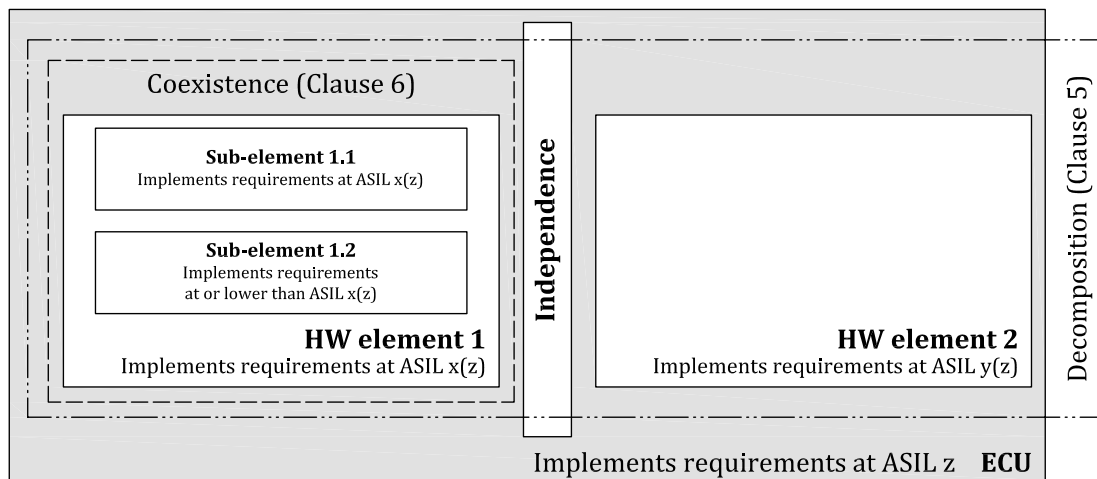 Coexistence (Clause 6)
Sub-element 1.1
Implements requirements at ASIL x(z)
Sub-element 1.2
Implements requirements
at or lower than ASIL x(z)
HW element 1
Implements requirements at ASIL x(z)
Independence
HW element 2
Implements requirements at ASIL y(z)
Decomposition (Clause 5)
Implements requirements at ASIL z ECU